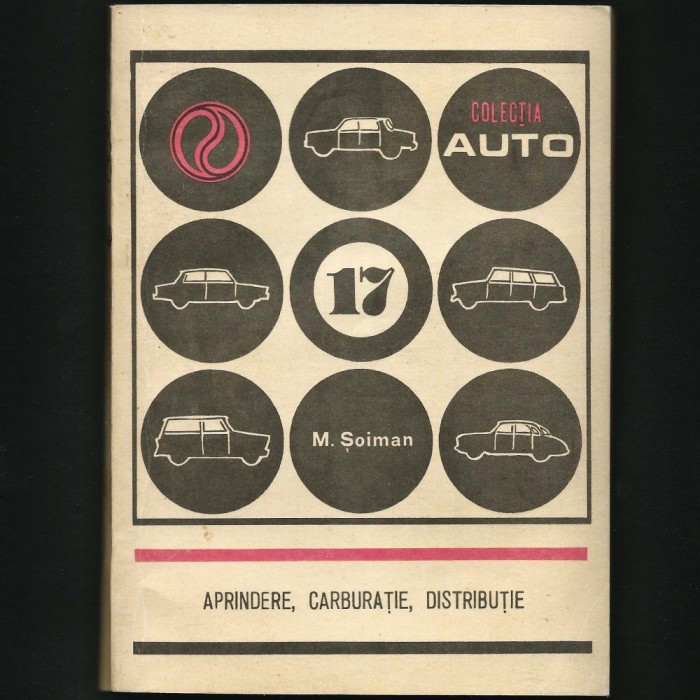 COLECȚIA
AUTO
17
M. Șoiman
APRINDERE, CARBURAȚIE, DISTRIBUȚIE